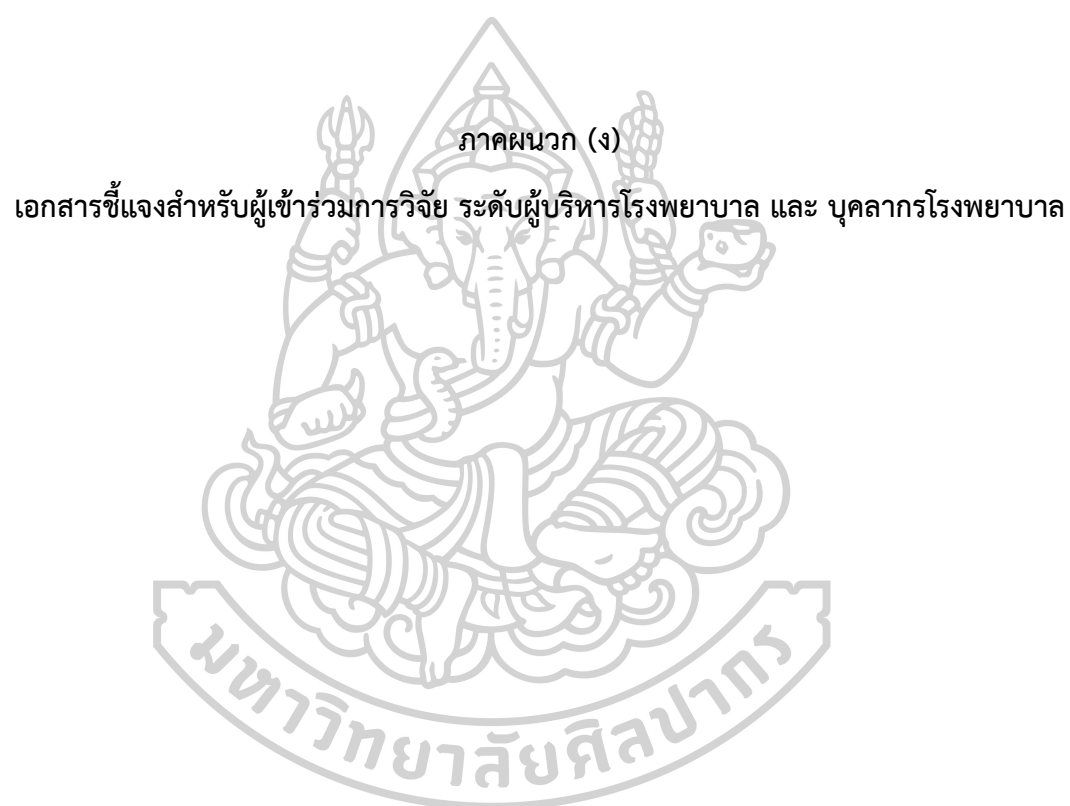 ภาคผนวก (ง)
เอกสารชี้แจงสำหรับผู้เข้าร่วมการวิจัย ระดับผู้บริหารโรงพยาบาล และ บุคลากรโรงพยาบาล
มหาวิทยาลัยศิลปากร